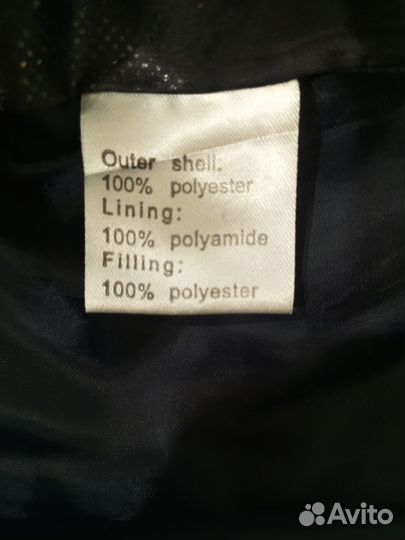 Outer shell:
100% polyester
Lining:
100% polyamide
Filling:
100% polyester
Avito